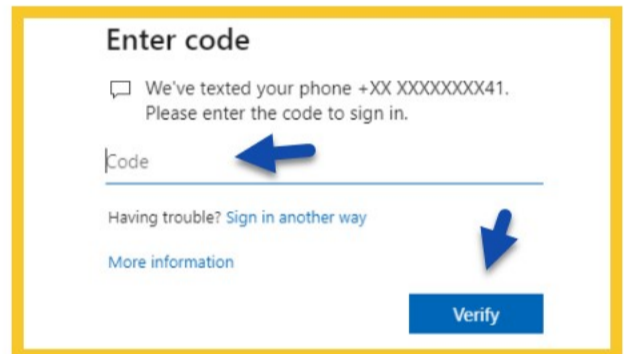 Enter code
We've texted your phone +XX XXXXXXXX41.
Please enter the code to sign in.
Code
Having trouble? Sign in another way
More information
Verify